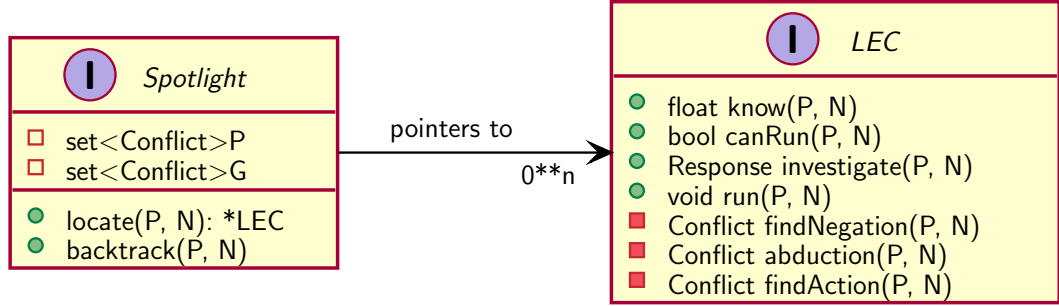 I Spotlight
set<Conflict>P
set<Conflict>G
locate(P, N): *LEC
backtrack(P, N)
pointers to
0**n
I LEC
float know(P, N)
bool canRun(P, N)
Response investigate(P, N)
void run(P, N)
Conflict findNegation(P, N)
Conflict abduction(P, N)
Conflict findAction(P, N)